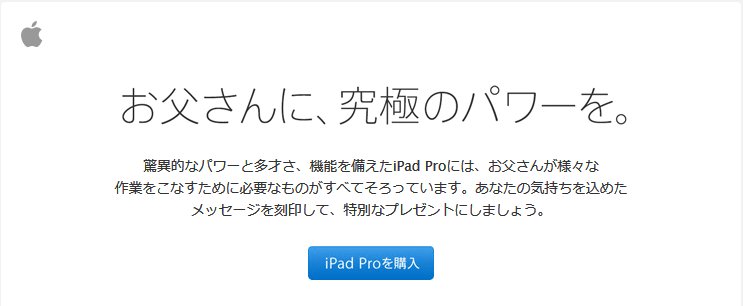 お父さんに、究極のパワーを。
驚異的なパワーと多才さ、機能を備えたiPad Proには、お父さんが様々な
作業をこなすために必要なものがすべてそろっています。あなたの気持ちを込めた
メッセージを刻印して、特別なプレゼントにしましょう。
iPad Proを購入